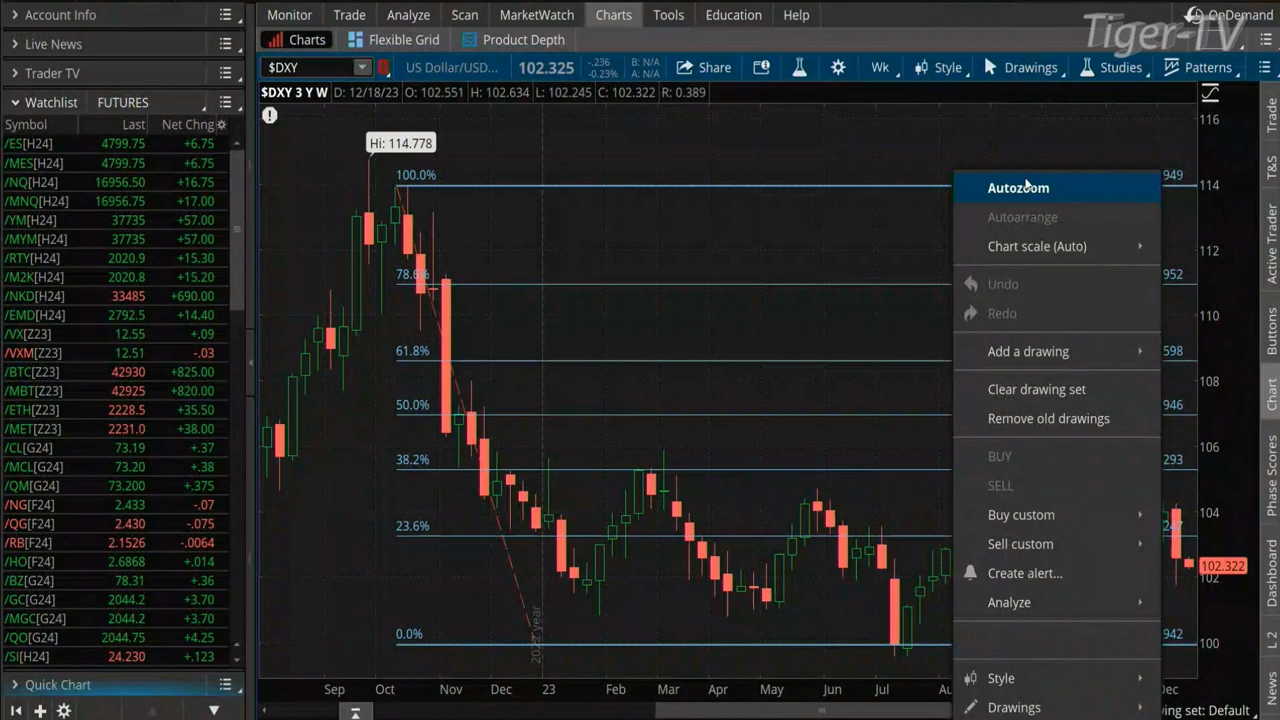 Account Info
Live News
Trader TV
Watchlist FUTURES
Symbol Last Net Chng
/ES[H24] 4799.75 +6.75
/MES[H24] 4799.75 +6.75
/NQ[H24] 16956.50 +16.75
/MNQ[H24] 16956.75 +17.00
/YM[H24] 37735 +57.00
/MYM[H24] 37735 +57.00
/RTY[H24] 2020.9 +15.30
/M2K[H24] 2020.8 +15.20
/NKD[H24] 33485 +690.00
/EMD[H24] 2792.5 +14.40
/VX[Z23] 12.55 +.09
/VXM[Z23] 12.51 -.03
/BTC[Z23] 42930 +825.00
/MBT[Z23] 42925 +820.00
/ETH[Z23] 2228.5 +35.50
/MET[Z23] 2231.0 +38.00
/CL[G24] 73.19 +.37
/MCL[G24] 73.20 +.38
/QM[G24] 73.200 +.375
/NG[F24] 2.433 -.07
/QG[F24] 2.430 -.075
/RB[F24] 2.1526 -.0064
/HO[F24] 2.6868 +.014
/BZ[G24] 78.31 +.36
/GC[G24] 2044.2 +3.70
/MGC[G24] 2044.2 +3.70
/QO[G24] 2044.75 +4.25
/SI[H24] 24.230 +.123
Quick Chart
Monitor Trade Analyze Scan MarketWatch Charts Tools Education Help
OnDemand
Tiger-TV
Charts Flexible Grid Product Depth
$DXY US Dollar/USD... 102.325 -.236 -0.23% B: N/A A: N/A Share Wk Style Drawings Studies Patterns
$DXY 3 Y W D: 12/18/23 O: 102.551 H: 102.634 L: 102.245 C: 102.322 R: 0.389
Hi: 114.778
100.0% 949
78.6% 952
61.8% 598
50.0% 946
38.2% 293
23.6%
0.0% 942
2022 year
Autozoom
Autoarrange
Chart scale (Auto)
Undo
Redo
Add a drawing
Clear drawing set
Remove old drawings
BUY
SELL
Buy custom
Sell custom
Create alert...
Analyze
Style
Drawings
116
114
112
110
108
106
104
102.322
102
100
Sep Oct Nov Dec 23 Feb Mar Apr May Jun Jul Au Dec
ing set: Default
Trade
T&S
Active Trader
Buttons
Chart
Phase Scores
Dashboard
L 2
News